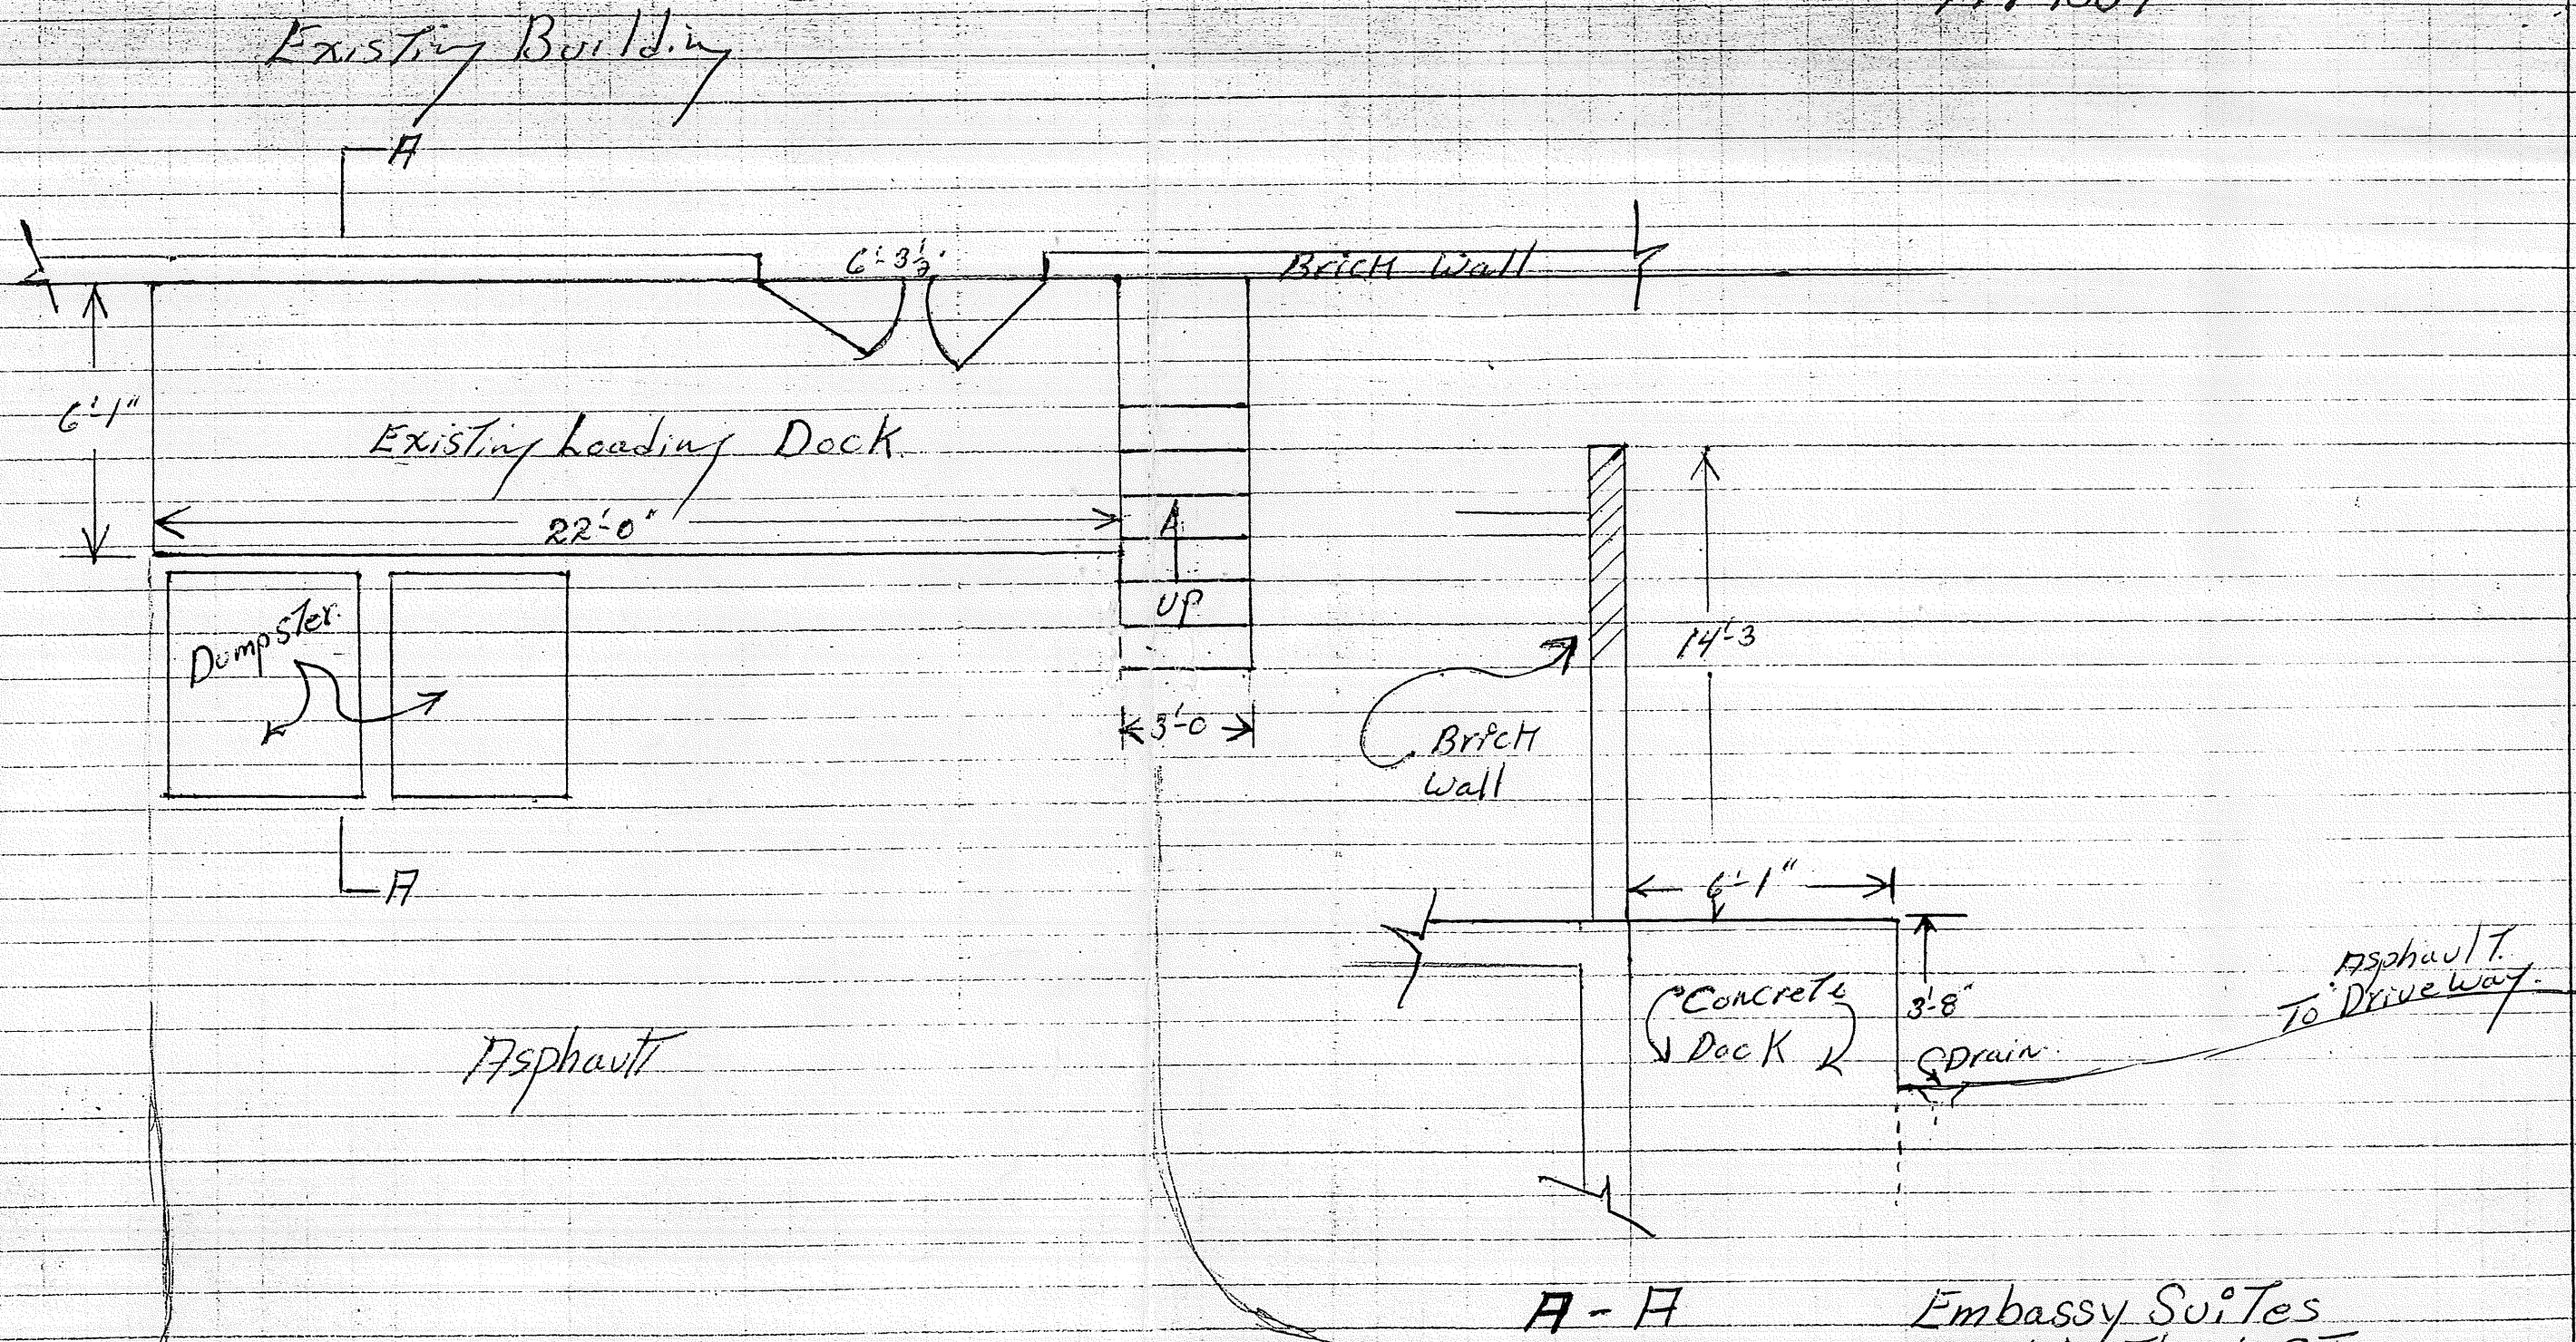 Existing Building
A
6'-3½"
Brick Wall
6'-1"
Existing Loading Dock
22'-0"
UP
Dumpster.
3'-0
14'-3
Brick
Wall
A
6'-1"
Asphault.
To Driveway.
Concrete
Dock
3'-8"
Drain
Asphault
A - A
Embassy Suites